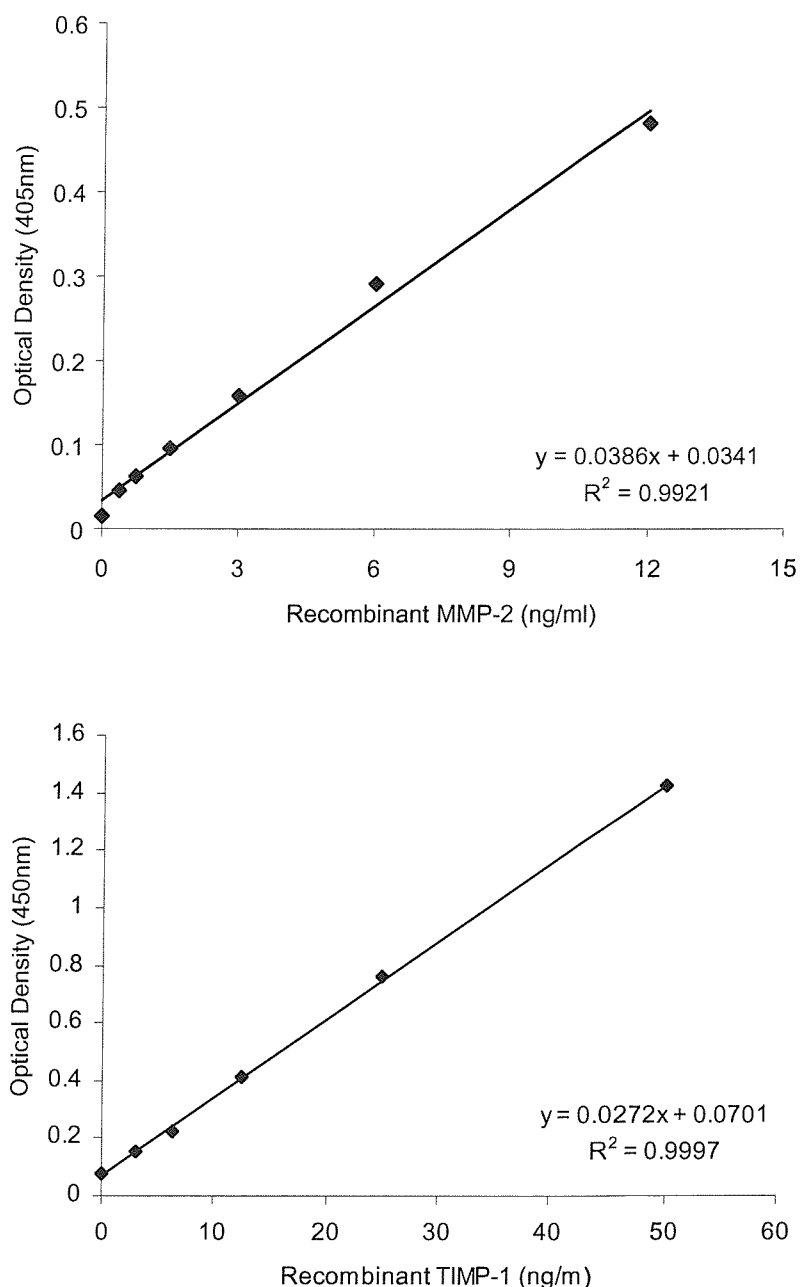 0.6
0.5
0.4
0.3
0.2
0.1
0
Optical Density (405nm)
y = 0.0386x + 0.0341
R² = 0.9921
0 3 6 9 12 15
Recombinant MMP-2 (ng/ml)
1.6
1.4
1.2
1
0.8
0.6
0.4
0.2
0
Optical Density (450nm)
y = 0.0272x + 0.0701
R² = 0.9997
0 10 20 30 40 50 60
Recombinant TIMP-1 (ng/m)